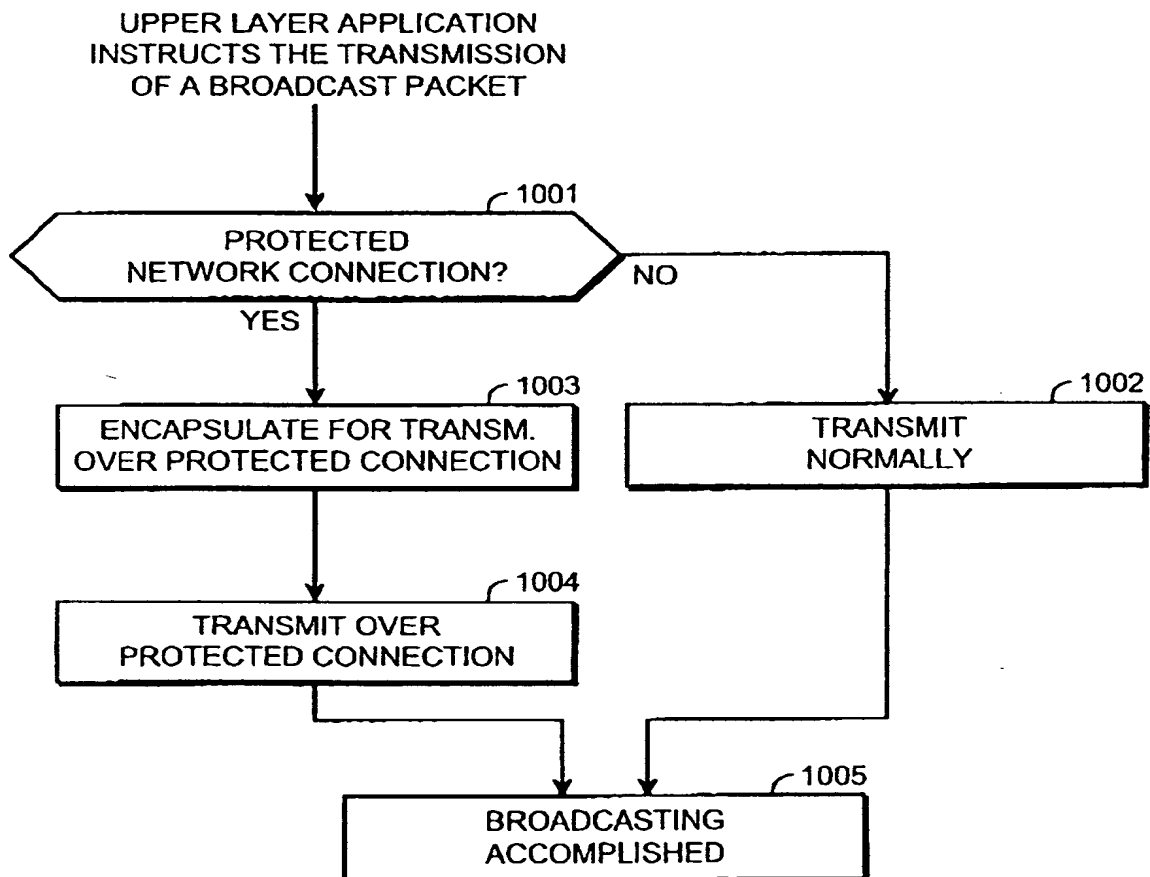 UPPER LAYER APPLICATION
INSTRUCTS THE TRANSMISSION
OF A BROADCAST PACKET
1001
PROTECTED
NETWORK CONNECTION?
NO
YES
1003
ENCAPSULATE FOR TRANSM.
OVER PROTECTED CONNECTION
1002
TRANSMIT
NORMALLY
1004
TRANSMIT OVER
PROTECTED CONNECTION
1005
BROADCASTING
ACCOMPLISHED